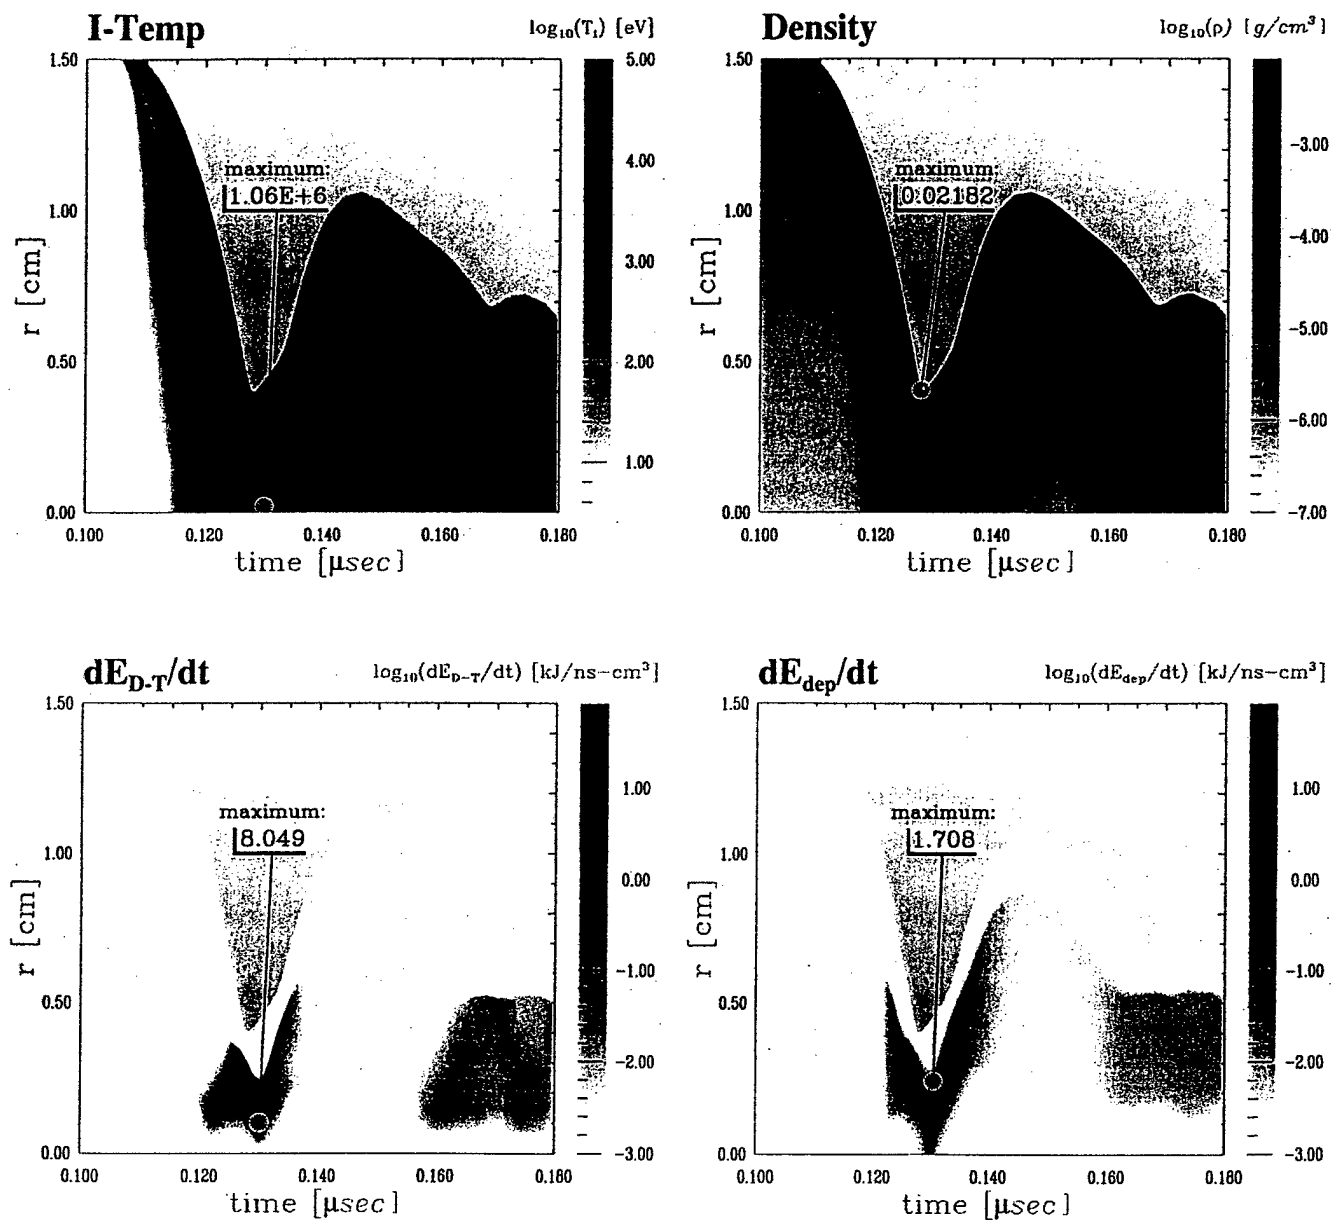 I-Temp
log₁₀(Tᵢ) [eV]
1.50
1.00
0.50
0.00
r [cm]
maximum:
1.06E+6
5.00
4.00
3.00
2.00
1.00
0.100
0.120
0.140
0.160
0.180
time [μsec]
Density
log₁₀(ρ) [g/cm³]
1.50
1.00
0.50
0.00
r [cm]
maximum:
0.02182
-3.00
-4.00
-5.00
-6.00
-7.00
0.100
0.120
0.140
0.160
0.180
time [μsec]
dE_D-T/dt
log₁₀(dE_D-T/dt) [kJ/ns-cm³]
1.50
1.00
0.50
0.00
r [cm]
maximum:
8.049
1.00
0.00
-1.00
-2.00
-3.00
0.100
0.120
0.140
0.160
0.180
time [μsec]
dE_dep/dt
log₁₀(dE_dep/dt) [kJ/ns-cm³]
1.50
1.00
0.50
0.00
r [cm]
maximum:
1.708
1.00
0.00
-1.00
-2.00
-3.00
0.100
0.120
0.140
0.160
0.180
time [μsec]